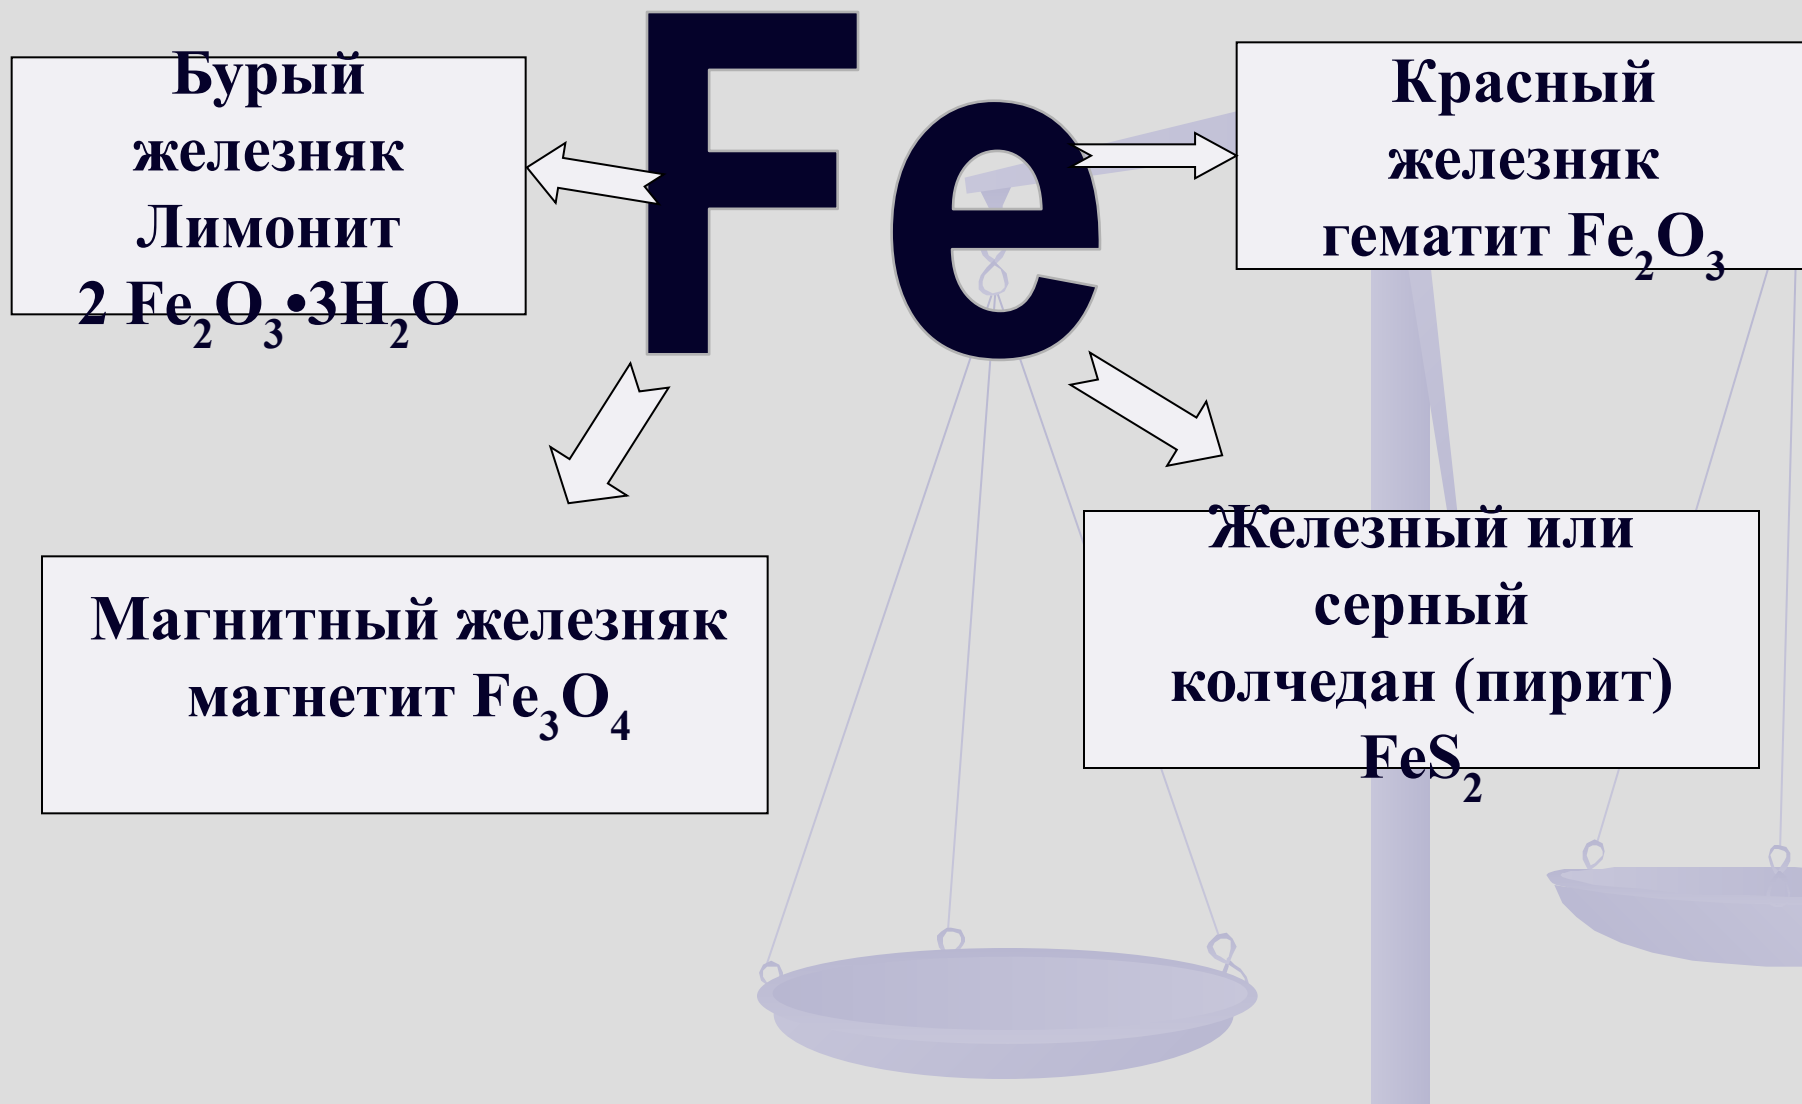 Fe
Бурый
железняк
Лимонит
2 Fe₂O₃•3H₂O
Красный
железняк
гематит Fe₂O₃
Магнитный железняк
магнетит Fe₃O₄
Железный или
серный
колчедан (пирит)
FeS₂